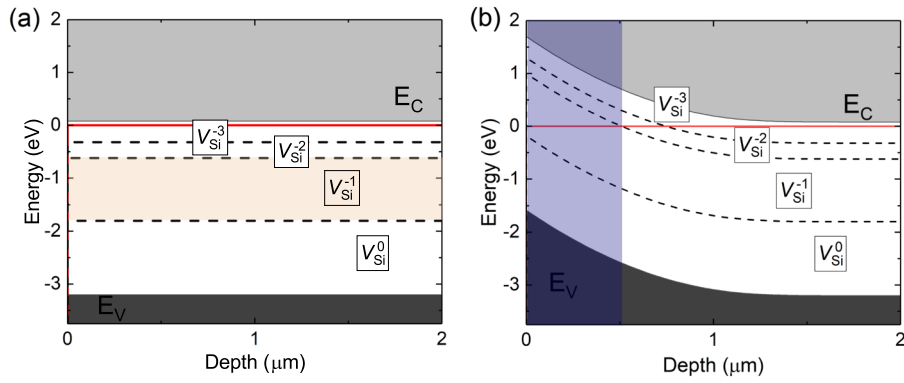 (a)
2
1
0
-1
-2
-3
Energy (eV)
E_C
V_Si^-3
V_Si^-2
V_Si^-1
V_Si^0
E_V
0
1
2
Depth (μm)
(b)
2
1
0
-1
-2
-3
Energy (eV)
E_C
V_Si^-3
V_Si^-2
V_Si^-1
V_Si^0
E_V
0
1
2
Depth (μm)